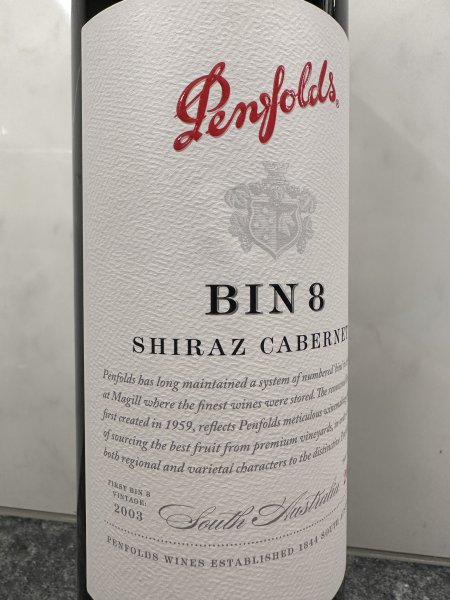 Penfolds®
BIN 8
SHIRAZ CABERNET
Penfolds has long maintained a system of numbered bin
at Magill where the finest wines were stored. The
first created in 1959, reflects Penfolds meticulous
of sourcing the best fruit from premium vineyards,
both regional and varietal characters to the distinctive
FIRST BIN 8
VINTAGE:
2003
South Australia
PENFOLDS WINES ESTABLISHED 1844 SOUTH